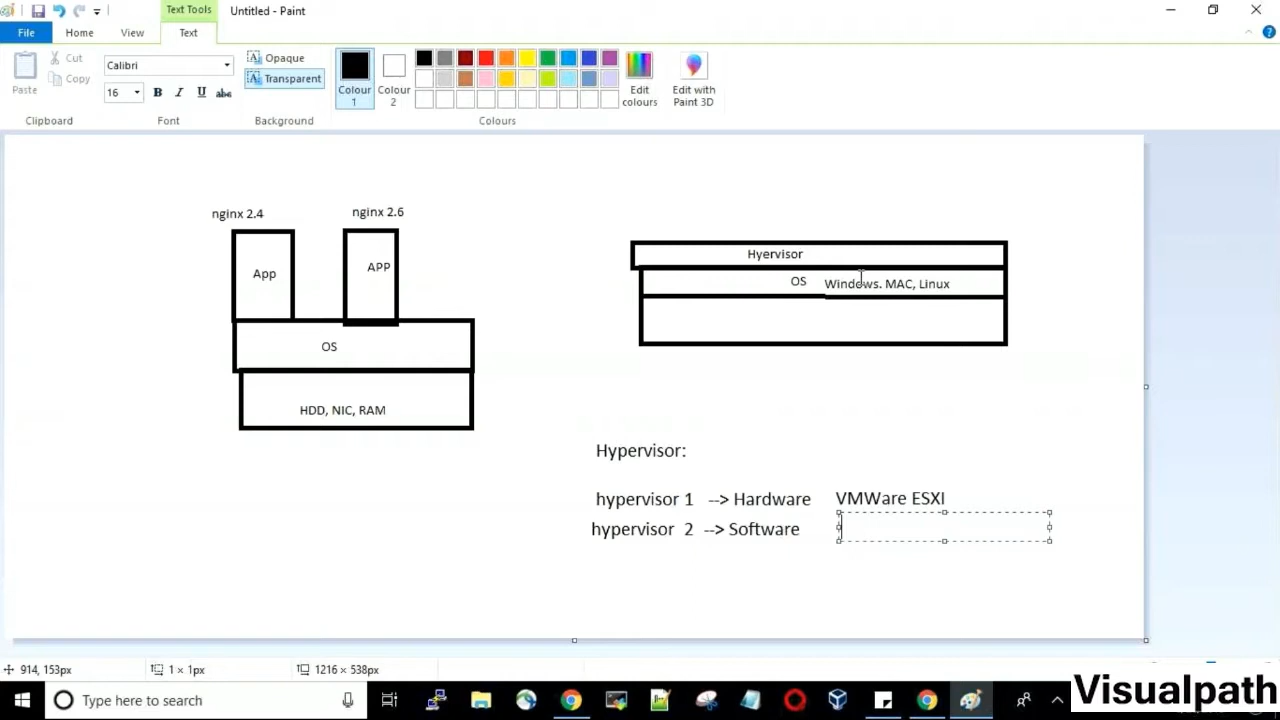 Text Tools
Untitled - Paint
File
Home
View
Text
Paste
Cut
Copy
Clipboard
Calibri
16
B I U abc
Font
Opaque
Transparent
Background
Colour 1
Colour 2
Edit colours
Edit with Paint 3D
Colours
nginx 2.4
nginx 2.6
App
APP
OS
HDD, NIC, RAM
Hyervisor
OS
Windows. MAC, Linux
Hypervisor:
hypervisor 1 --> Hardware VMWare ESXI
hypervisor 2 --> Software
914, 153px
1 × 1px
1216 × 538px
Type here to search
Visualpath